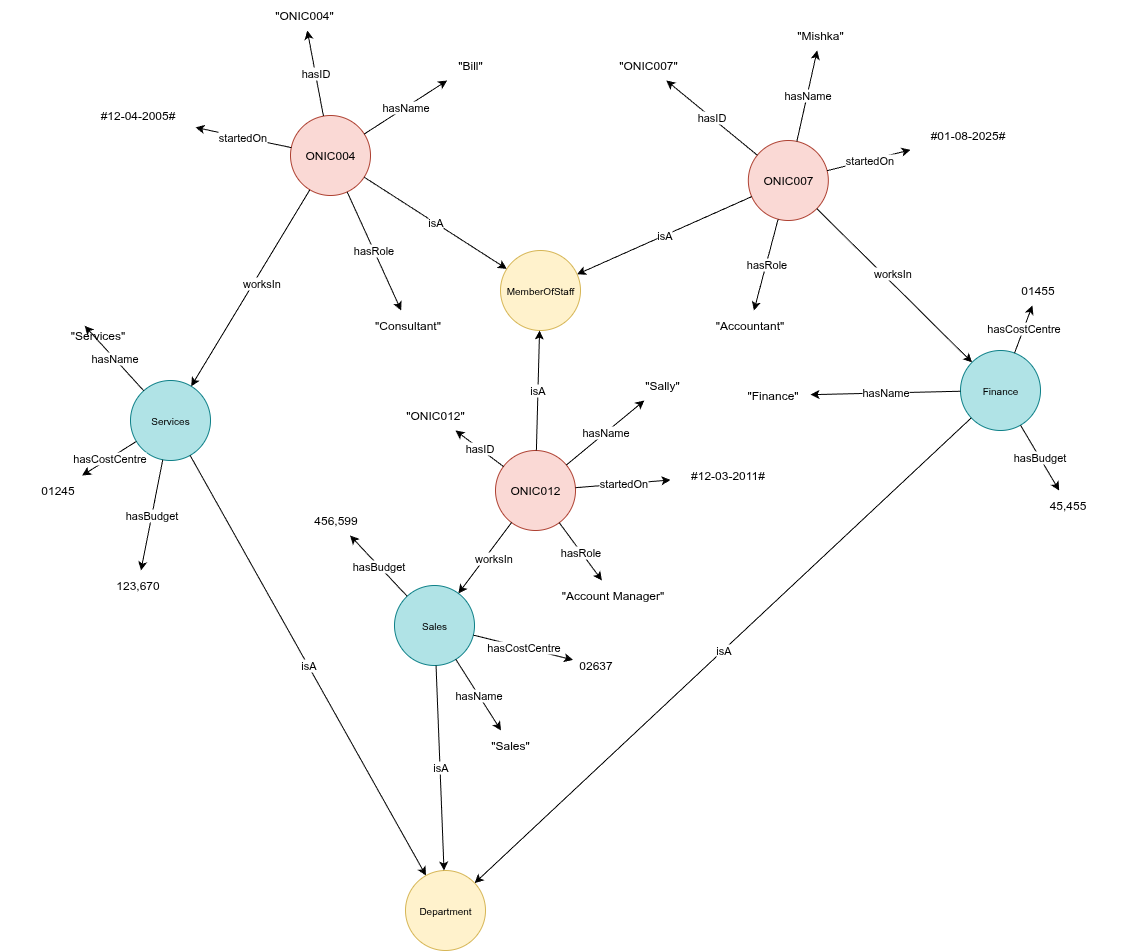 "ONIC004"
"Mishka"
"Bill"
"ONIC007"
hasID
hasName
hasName
#12-04-2005#
hasID
startedOn
#01-08-2025#
ONIC004
startedOn
ONIC007
isA
isA
hasRole
hasRole
worksIn
worksIn
MemberOfStaff
01455
"Consultant"
"Accountant"
hasCostCentre
"Services"
hasName
"Sally"
isA
Finance
hasName
"Finance"
"ONIC012"
Services
hasName
hasID
hasBudget
hasCostCentre
#12-03-2011#
startedOn
01245
ONIC012
45,455
hasBudget
456,599
hasRole
worksIn
hasBudget
123,670
"Account Manager"
Sales
hasCostCentre
isA
02637
isA
hasName
"Sales"
isA
Department